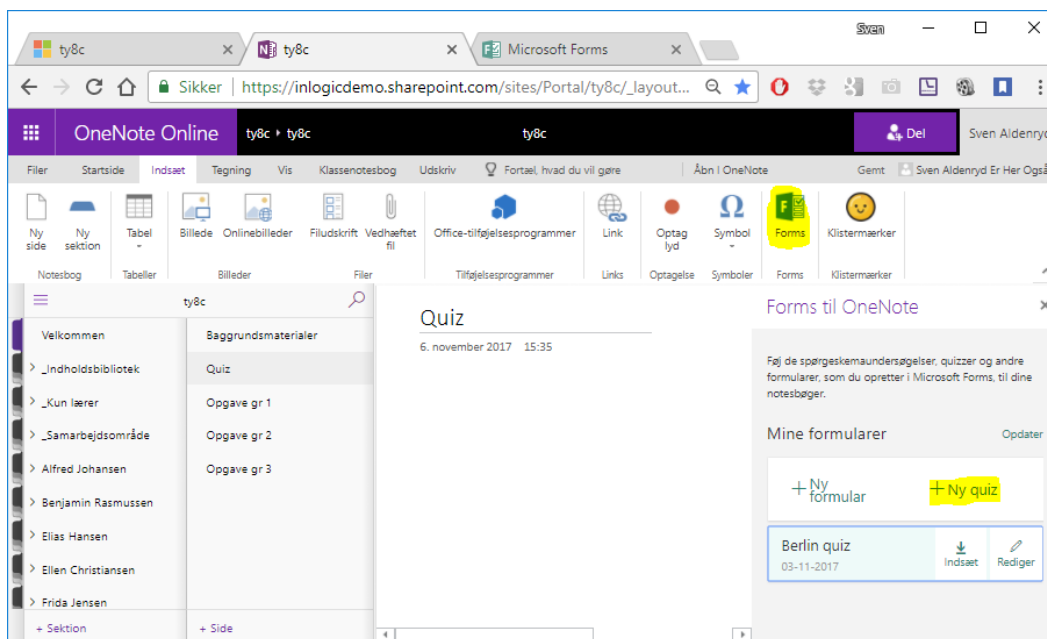 Sven
ty8c
ty8c
Microsoft Forms
Sikker
https://inlogicdemo.sharepoint.com/sites/Portal/ty8c/_layout...
OneNote Online
ty8c ▸ ty8c
ty8c
Del
Sven Aldenryd
Filer Startside Indsæt Tegning Vis Klassenotesbog Udskriv Fortæl, hvad du vil gøre Åbn I OneNote Gemt Sven Aldenryd Er Her Også
Ny side
Ny sektion
Tabel
Billede
Onlinebilleder
Filudskrift
Vedhæftet fil
Office-tilføjelsesprogrammer
Link
Optag lyd
Symbol
Forms
Klistermærker
Notesbog Tabeller Billeder Filer Tilføjelsesprogrammer Links Optagelse Symboler Forms Klistermærker
ty8c
Velkommen
_Indholdsbibliotek
_Kun lærer
_Samarbejdsområde
Alfred Johansen
Benjamin Rasmussen
Elias Hansen
Ellen Christiansen
Frida Jensen
+ Sektion
Baggrundsmaterialer
Quiz
Opgave gr 1
Opgave gr 2
Opgave gr 3
+ Side
Quiz
6. november 2017 15:35
Forms til OneNote
Føj de spørgeskemaundersøgelser, quizzer og andre
formularer, som du opretter i Microsoft Forms, til dine
notesbøger.
Mine formularer
Opdater
+ Ny
formular
+ Ny quiz
Berlin quiz
03-11-2017
Indsæt
Rediger